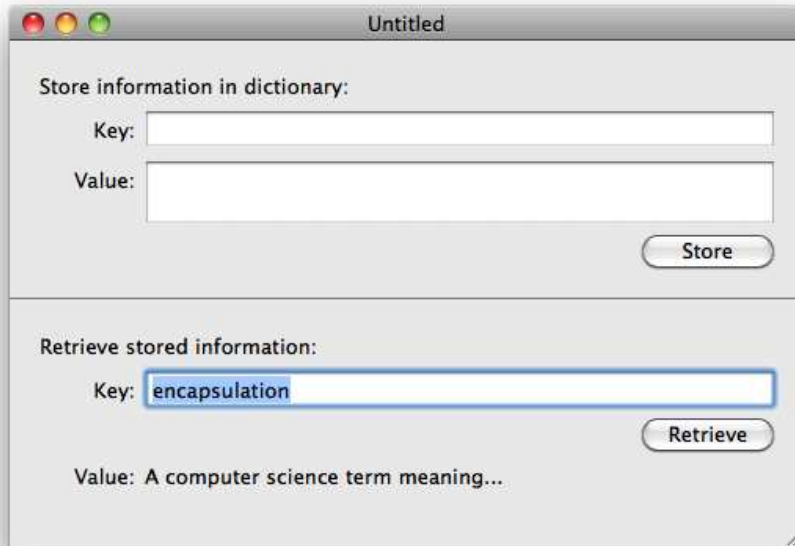 Untitled
Store information in dictionary:
Key:
Value:
Store
Retrieve stored information:
Key: encapsulation
Retrieve
Value: A computer science term meaning...